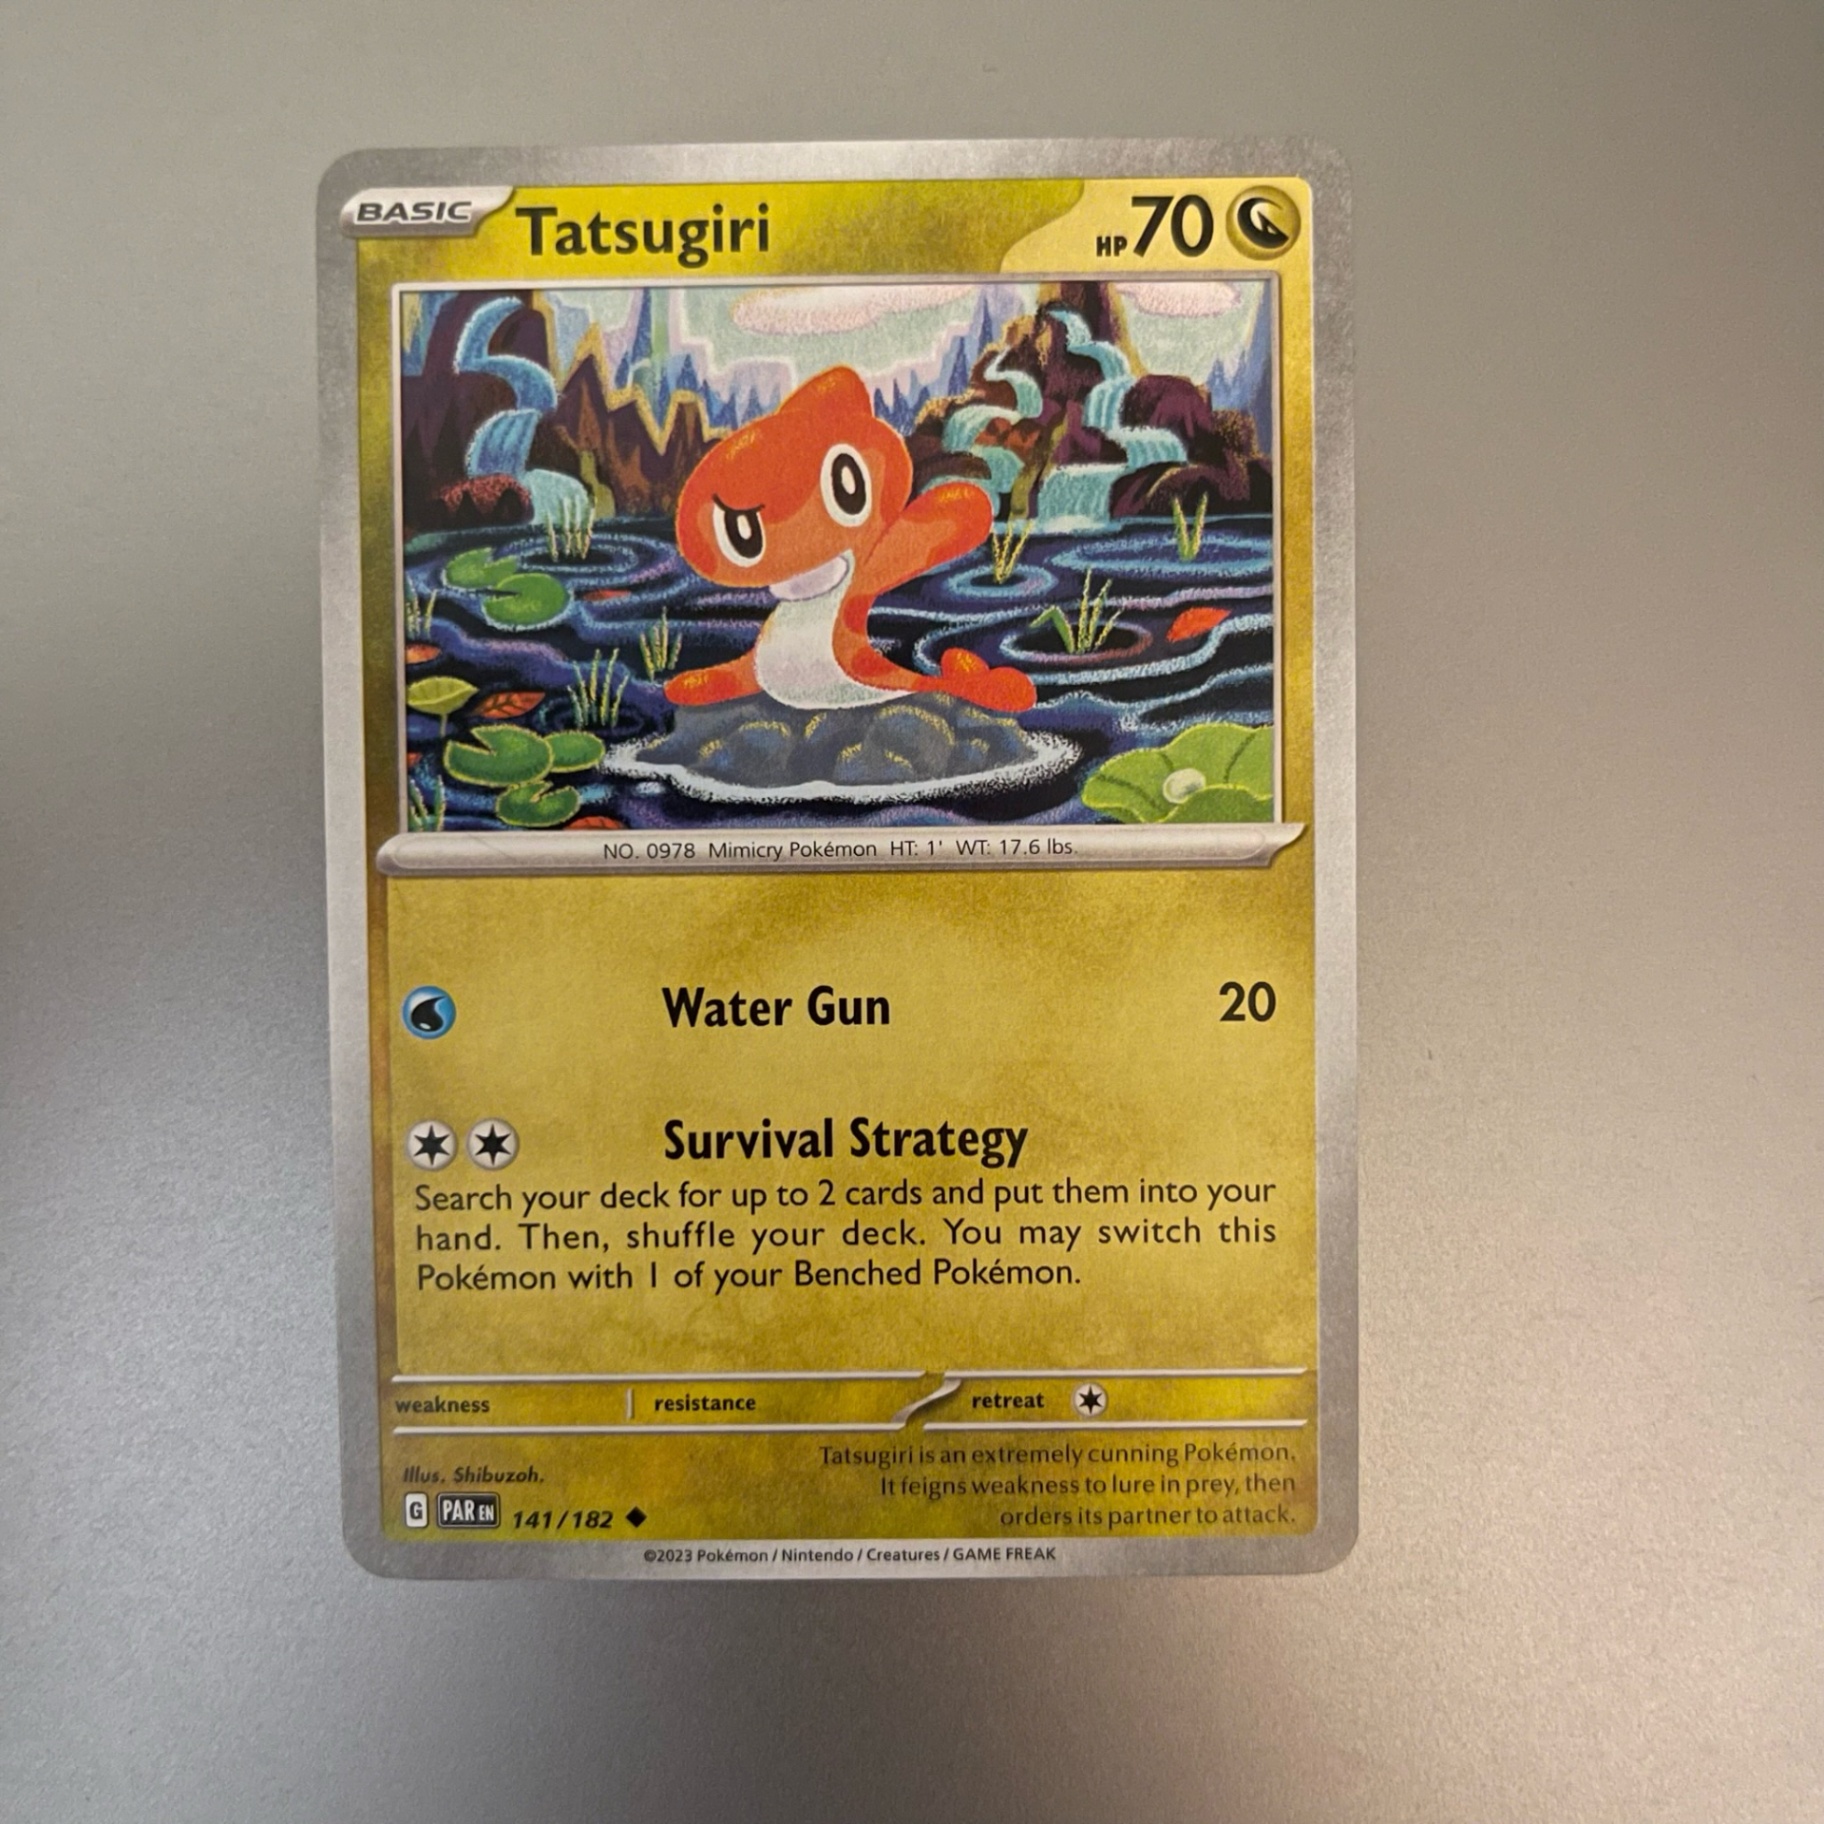 BASIC Tatsugiri HP 70
NO. 0978 Mimicry Pokémon HT: 1' WT: 17.6 lbs.
Water Gun 20
Survival Strategy
Search your deck for up to 2 cards and put them into your
hand. Then, shuffle your deck. You may switch this
Pokémon with 1 of your Benched Pokémon.
weakness resistance retreat
Tatsugiri is an extremely cunning Pokémon.
It feigns weakness to lure in prey, then
orders its partner to attack.
Illus. Shibuzoh.
G PAR EN 141/182
©2023 Pokémon / Nintendo / Creatures / GAME FREAK